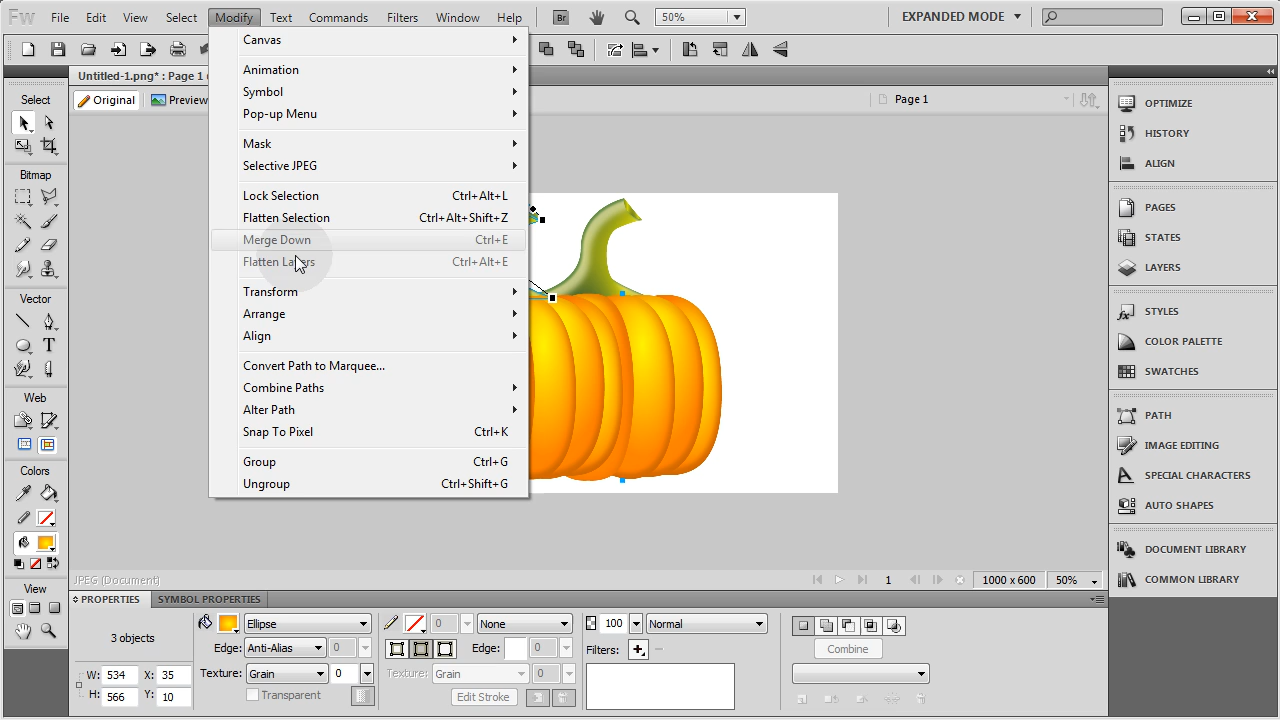 Fw File Edit View Select Modify Text Commands Filters Window Help Br 50% EXPANDED MODE
Untitled-1.png* : Page 1
Original Preview Page 1
Canvas
Animation
Symbol
Pop-up Menu
Mask
Selective JPEG
Lock Selection Ctrl+Alt+L
Flatten Selection Ctrl+Alt+Shift+Z
Merge Down Ctrl+E
Flatten Layers Ctrl+Alt+E
Transform
Arrange
Align
Convert Path to Marquee...
Combine Paths
Alter Path
Snap To Pixel Ctrl+K
Group Ctrl+G
Ungroup Ctrl+Shift+G
Select
Bitmap
Vector
T
Web
Colors
View
OPTIMIZE
HISTORY
ALIGN
PAGES
STATES
LAYERS
STYLES
COLOR PALETTE
SWATCHES
PATH
IMAGE EDITING
SPECIAL CHARACTERS
AUTO SHAPES
DOCUMENT LIBRARY
COMMON LIBRARY
JPEG (Document) 1 1000 x 600 50%
PROPERTIES SYMBOL PROPERTIES
3 objects
W: 534 X: 35
H: 566 Y: 10
Ellipse 0 None 100 Normal
Edge: Anti-Alias 0 Edge: 0 Filters: Combine
Texture: Grain 0 Texture: Grain 0
Transparent Edit Stroke